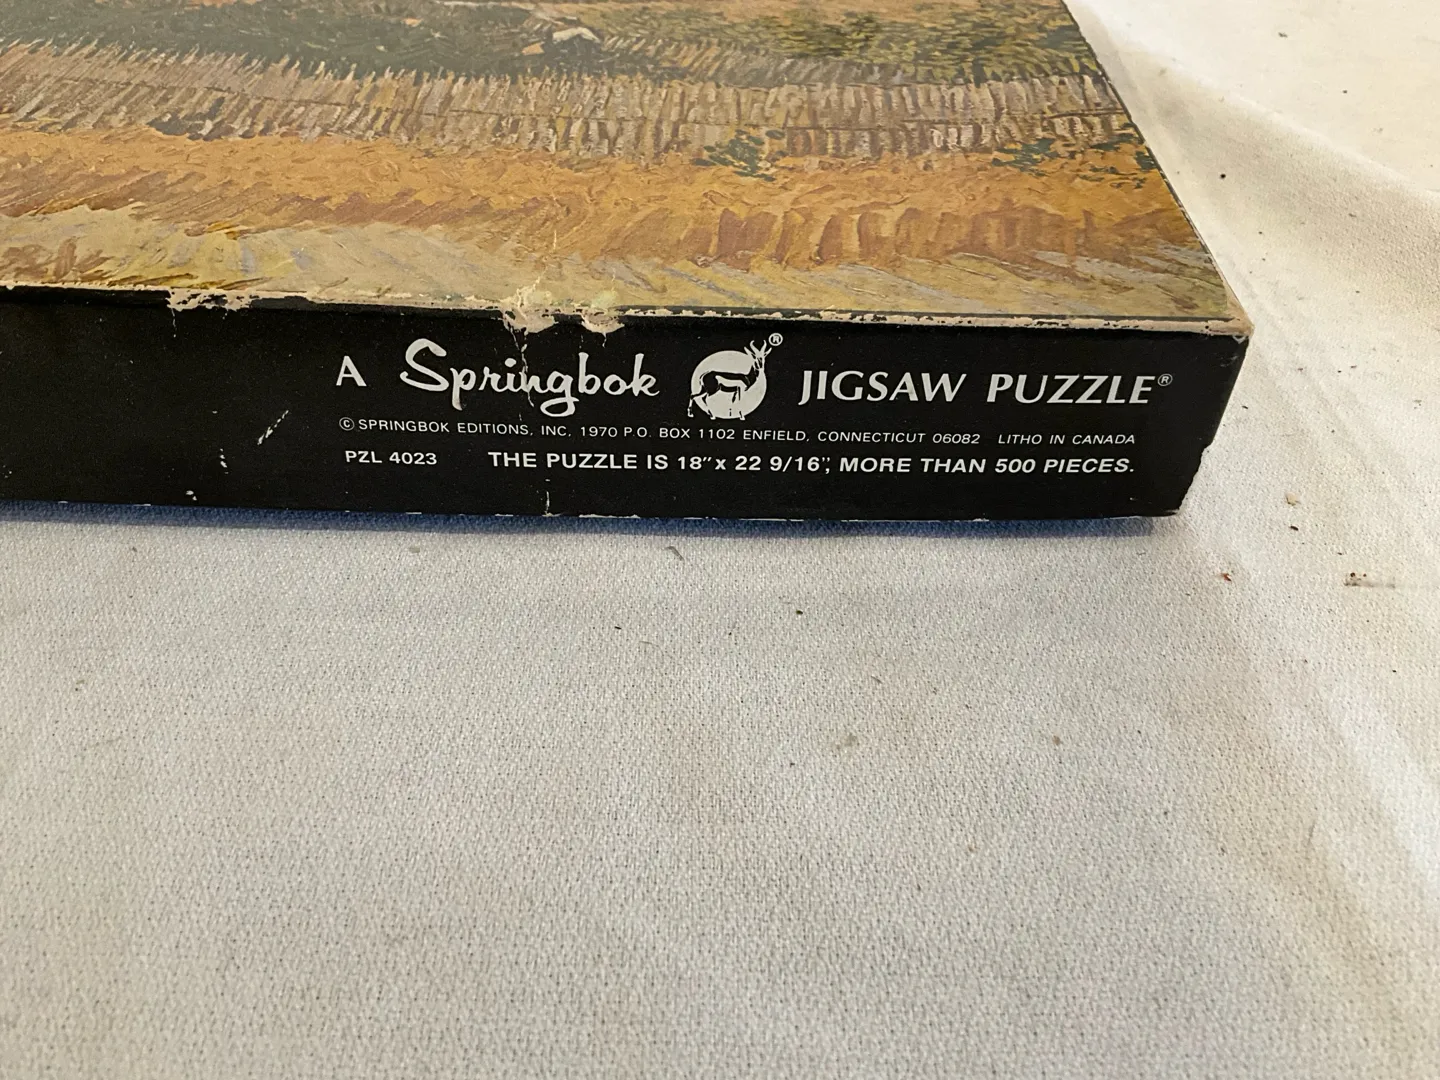 A Springbok ® JIGSAW PUZZLE®
© SPRINGBOK EDITIONS, INC, 1970 P.O. BOX 1102 ENFIELD, CONNECTICUT 06082 LITHO IN CANADA
PZL 4023 THE PUZZLE IS 18" x 22 9/16", MORE THAN 500 PIECES.